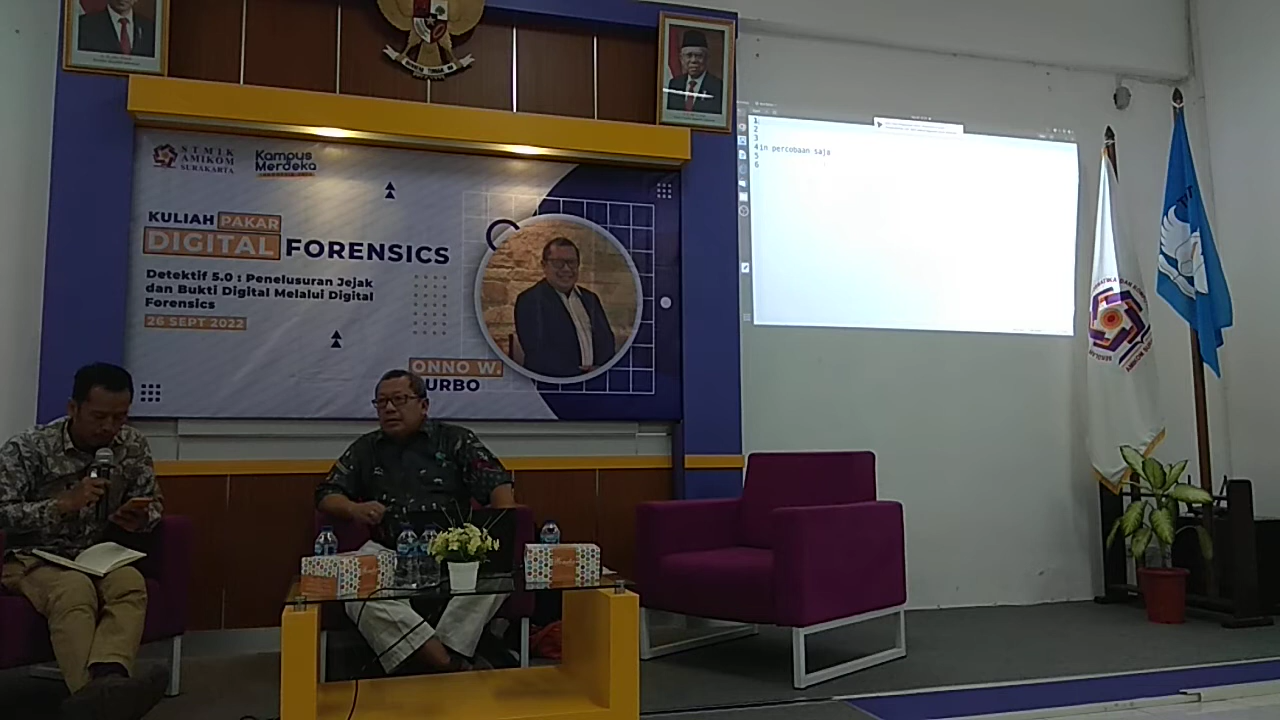 STMIK
AMIKOM
SURAKARTA
Kampus
Merdeka
KULIAH PAKAR
DIGITAL FORENSICS
Detektif 5.0 : Penelusuran Jejak
dan Bukti Digital Melalui Digital
Forensics
26 SEPT 2022
ONNO W.
URBO
1
2
3
4in percobaan saja
5
6